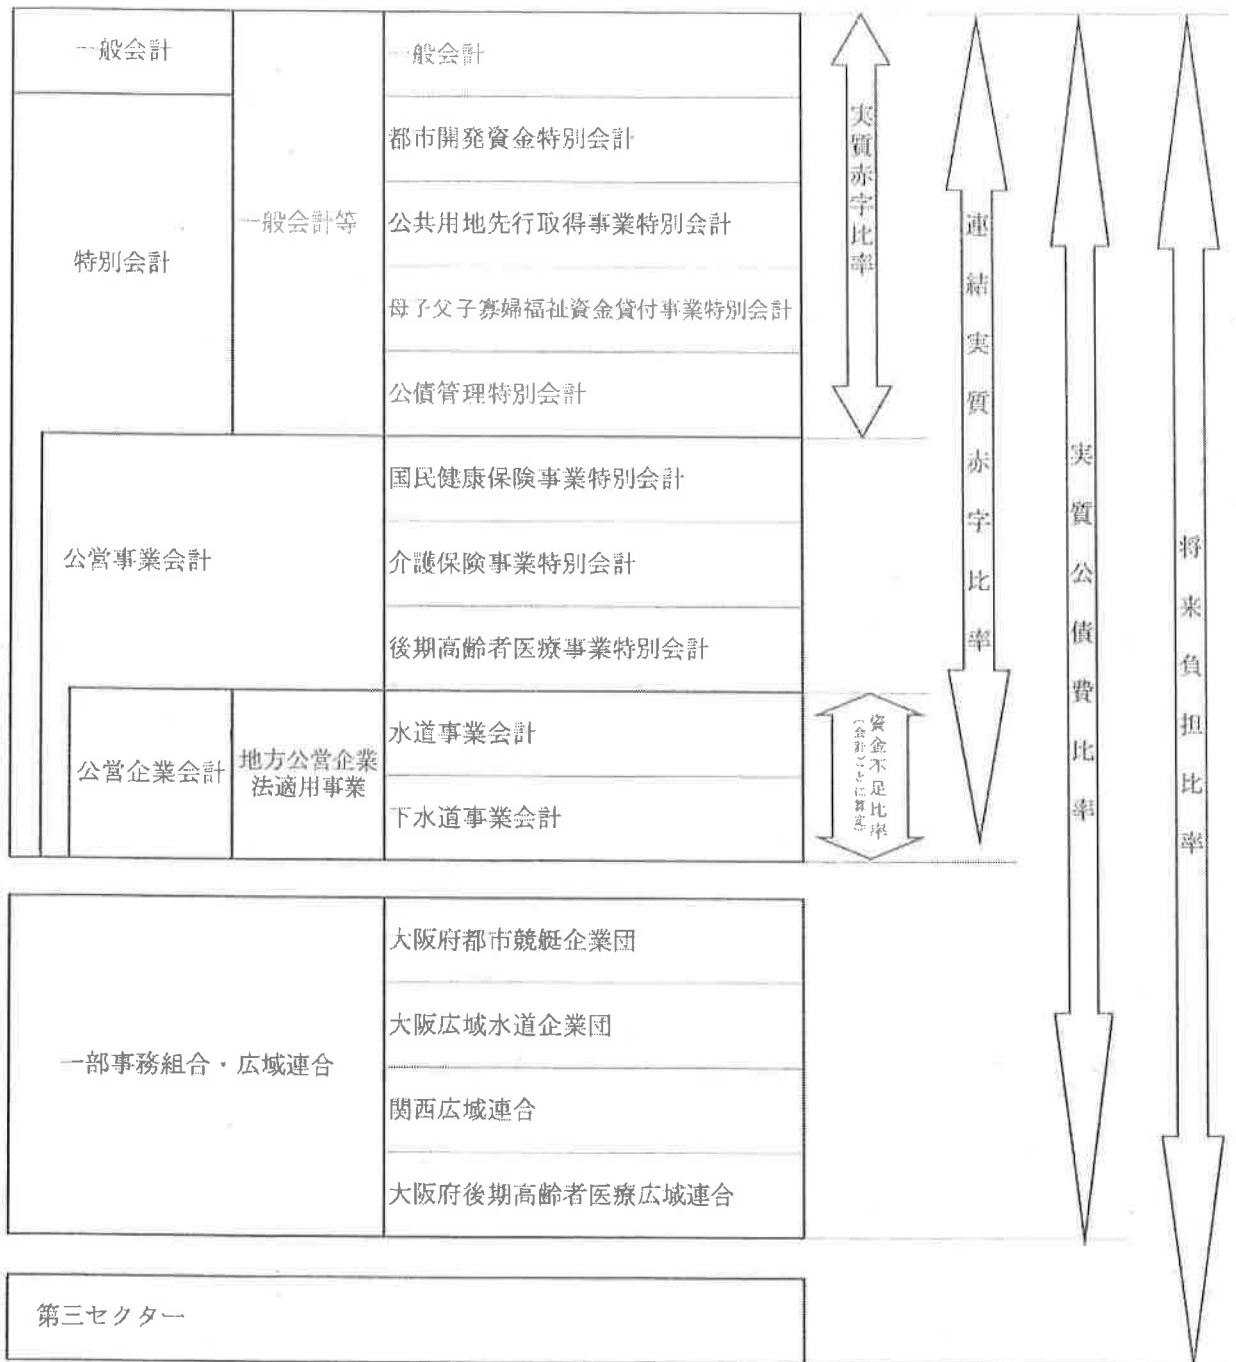 一般会計
一般会計
都市開発資金特別会計
一般会計等
公共用地先行取得事業特別会計
特別会計
母子父子寡婦福祉資金貸付事業特別会計
公債管理特別会計
国民健康保険事業特別会計
公営事業会計
介護保険事業特別会計
後期高齢者医療事業特別会計
水道事業会計
公営企業会計
地方公営企業
法適用事業
下水道事業会計
大阪府都市競艇企業団
大阪広域水道企業団
一部事務組合・広域連合
関西広域連合
大阪府後期高齢者医療広域連合
第三セクター
実質赤字比率
資金不足比率
(会計ごとに算定)
連結実質赤字比率
実質公債費比率
将来負担比率